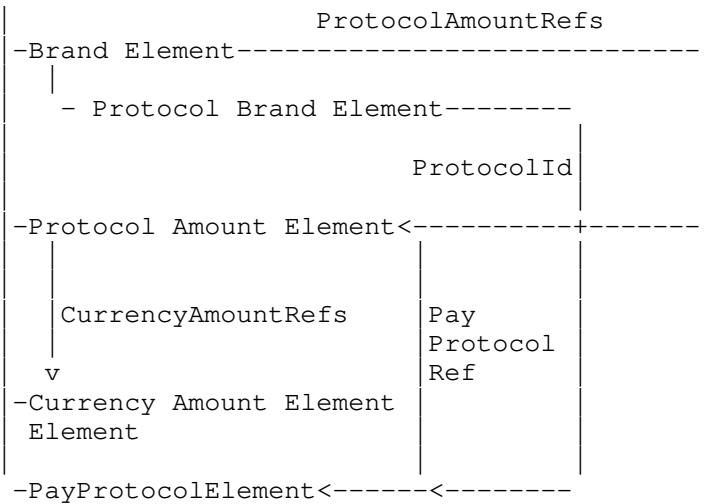 ProtocolAmountRefs
-Brand Element------------------------------
- Protocol Brand Element--------
ProtocolId
-Protocol Amount Element<----------+-------
CurrencyAmountRefs Pay
Protocol
v Ref
-Currency Amount Element
Element
-PayProtocolElement<------<--------